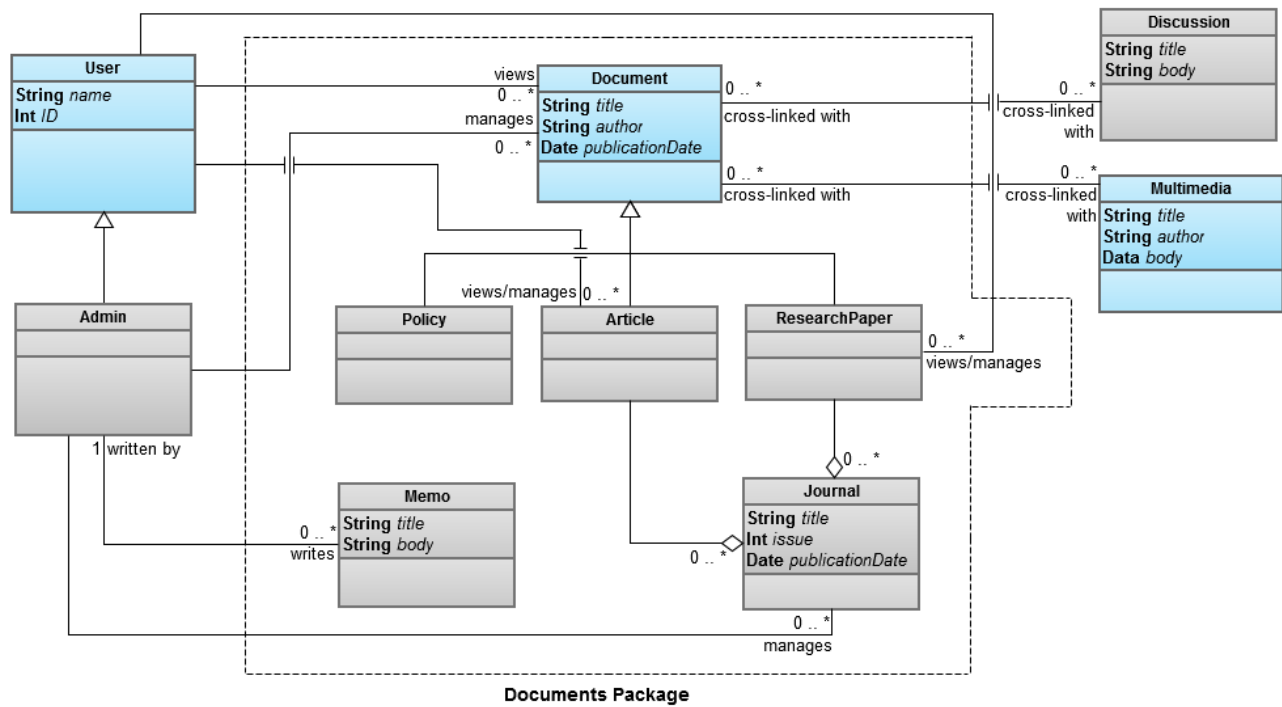 User
String name
Int ID
views
0 .. *
manages
0 .. *
Document
String title
String author
Date publicationDate
0 .. *
cross-linked with
0 .. *
cross-linked with
0 .. *
cross-linked
with
0 .. *
cross-linked
with
Discussion
String title
String body
Multimedia
String title
String author
Data body
Admin
1 written by
Policy
views/manages
0 .. *
Article
ResearchPaper
0 .. *
views/manages
Memo
String title
String body
0 .. *
writes
0 .. *
Journal
String title
Int issue
Date publicationDate
0 .. *
0 .. *
manages
Documents Package